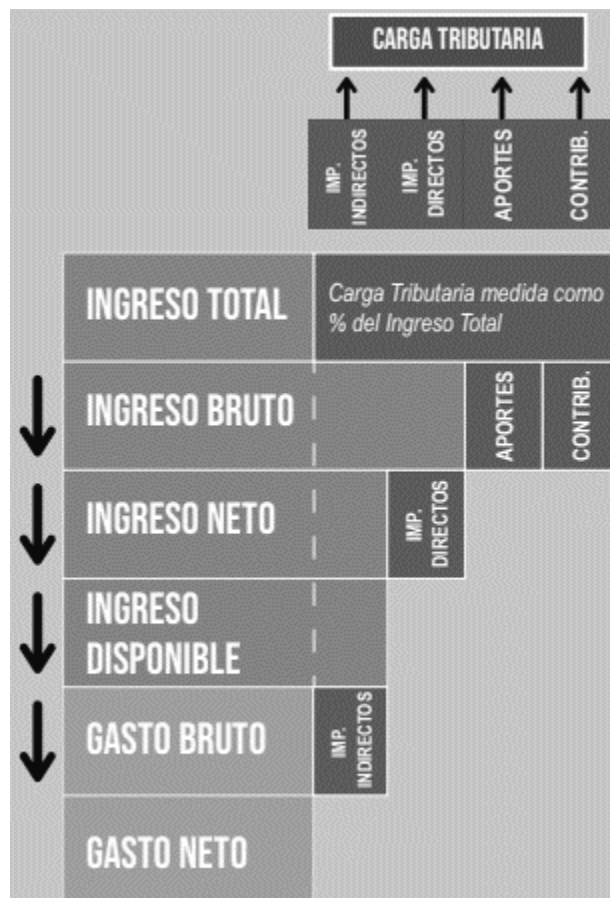 CARGA TRIBUTARIA
IMP.
INDIRECTOS
IMP.
DIRECTOS
APORTES
CONTRIB.
INGRESO TOTAL
Carga Tributaria medida como
% del Ingreso Total
INGRESO BRUTO
APORTES
CONTRIB.
INGRESO NETO
IMP.
DIRECTOS
INGRESO
DISPONIBLE
GASTO BRUTO
IMP.
INDIRECTOS
GASTO NETO